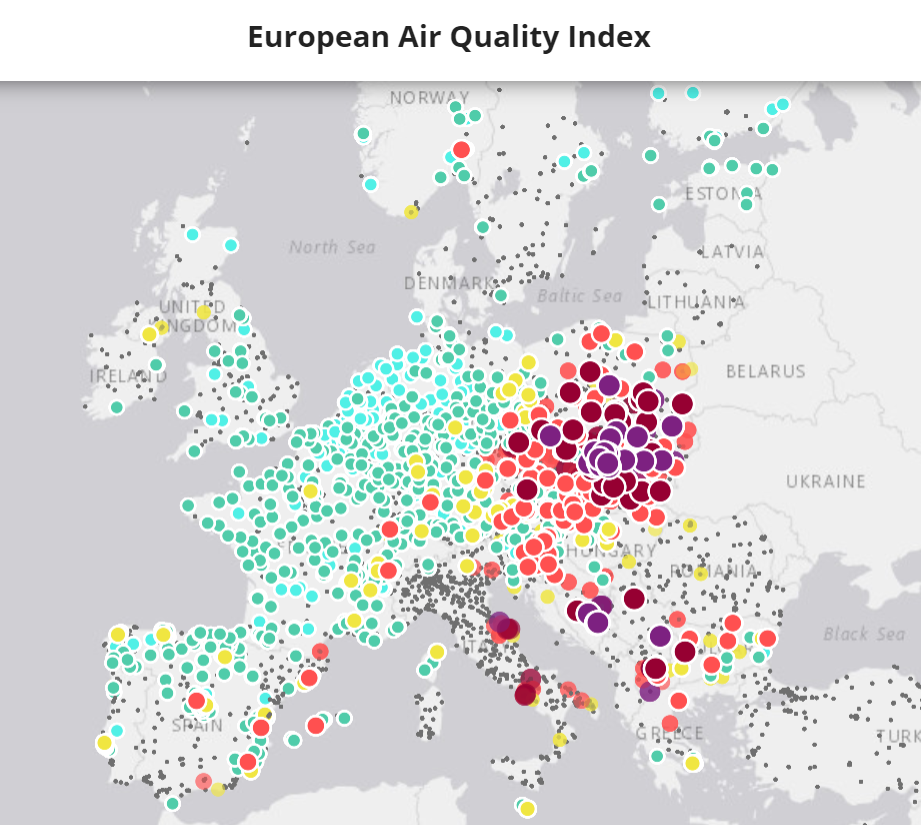 European Air Quality Index
NORWAY
ESTONIA
North Sea
LATVIA
DENMARK
Baltic Sea
LITHUANIA
UNITED
KINGDOM
IRELAND
BELARUS
UKRAINE
HUNGARY
ROMANIA
Black Sea
ITALY
SPAIN
GREECE
TURK